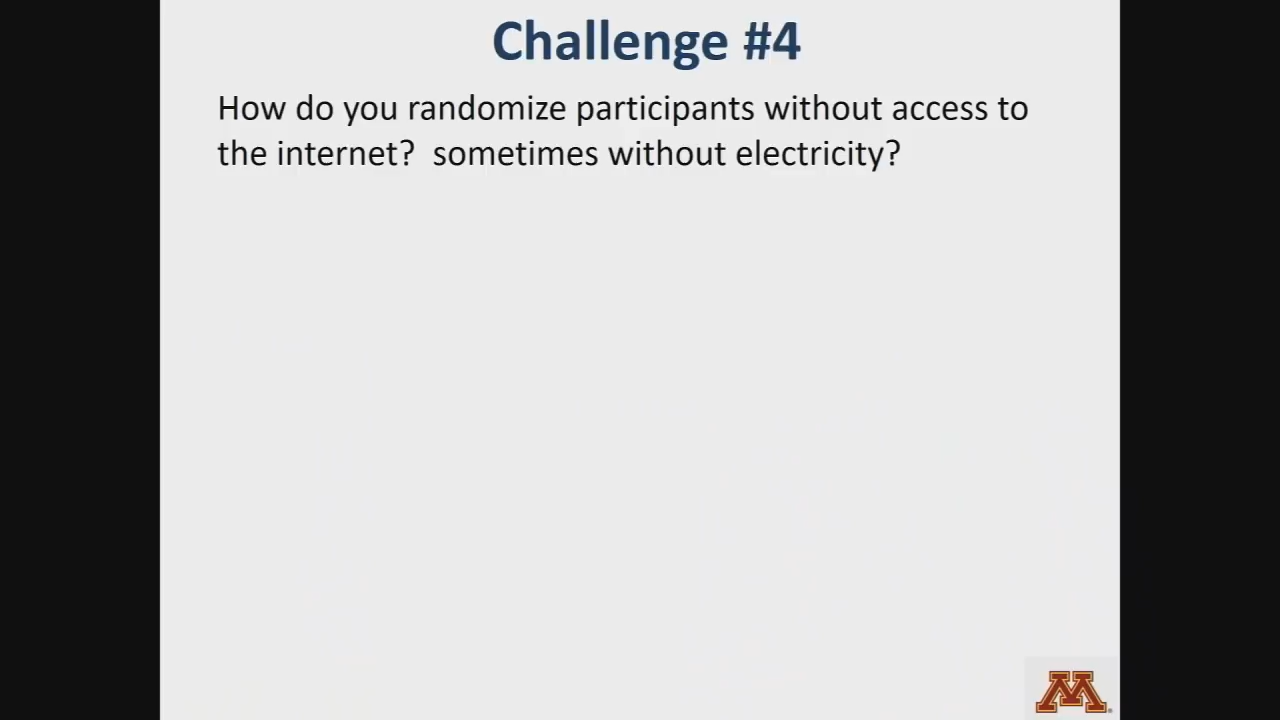 Challenge #4
How do you randomize participants without access to
the internet?  sometimes without electricity?
M